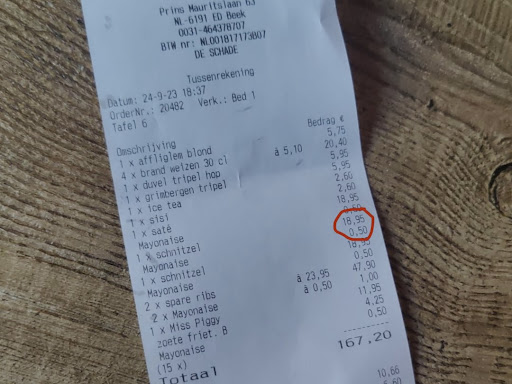 Prins Mauritslaan 63
NL-6191 ED Beek
0031-464378707
BTW nr: NL001817173B07
DE SCHADE
Tussenrekening
Datum: 24-9-23 18:37
OrderNr.: 20482 Verk.: Bed 1
Tafel 6
Omschrijving Bedrag €
1 x affliglem blond 5,75
4 x brand weizen 30 cl à 5,10 20,40
1 x duvel tripel hop 5,95
1 x grimbergen tripel 5,95
1 x ice tea 2,60
1 x sisi 2,60
1 x saté 18,95
Mayonaise 0,50
1 x schnitzel 18,95
Mayonaise 0,50
1 x schnitzel 18,95
Mayonaise 0,50
2 x spare ribs à 23,95 47,90
2 x Mayonaise à 0,50 1,00
1 x Miss Piggy 11,95
zoete friet. B 4,25
Mayonaise 0,50
(15 x) --------
Totaal 167,20
10,66